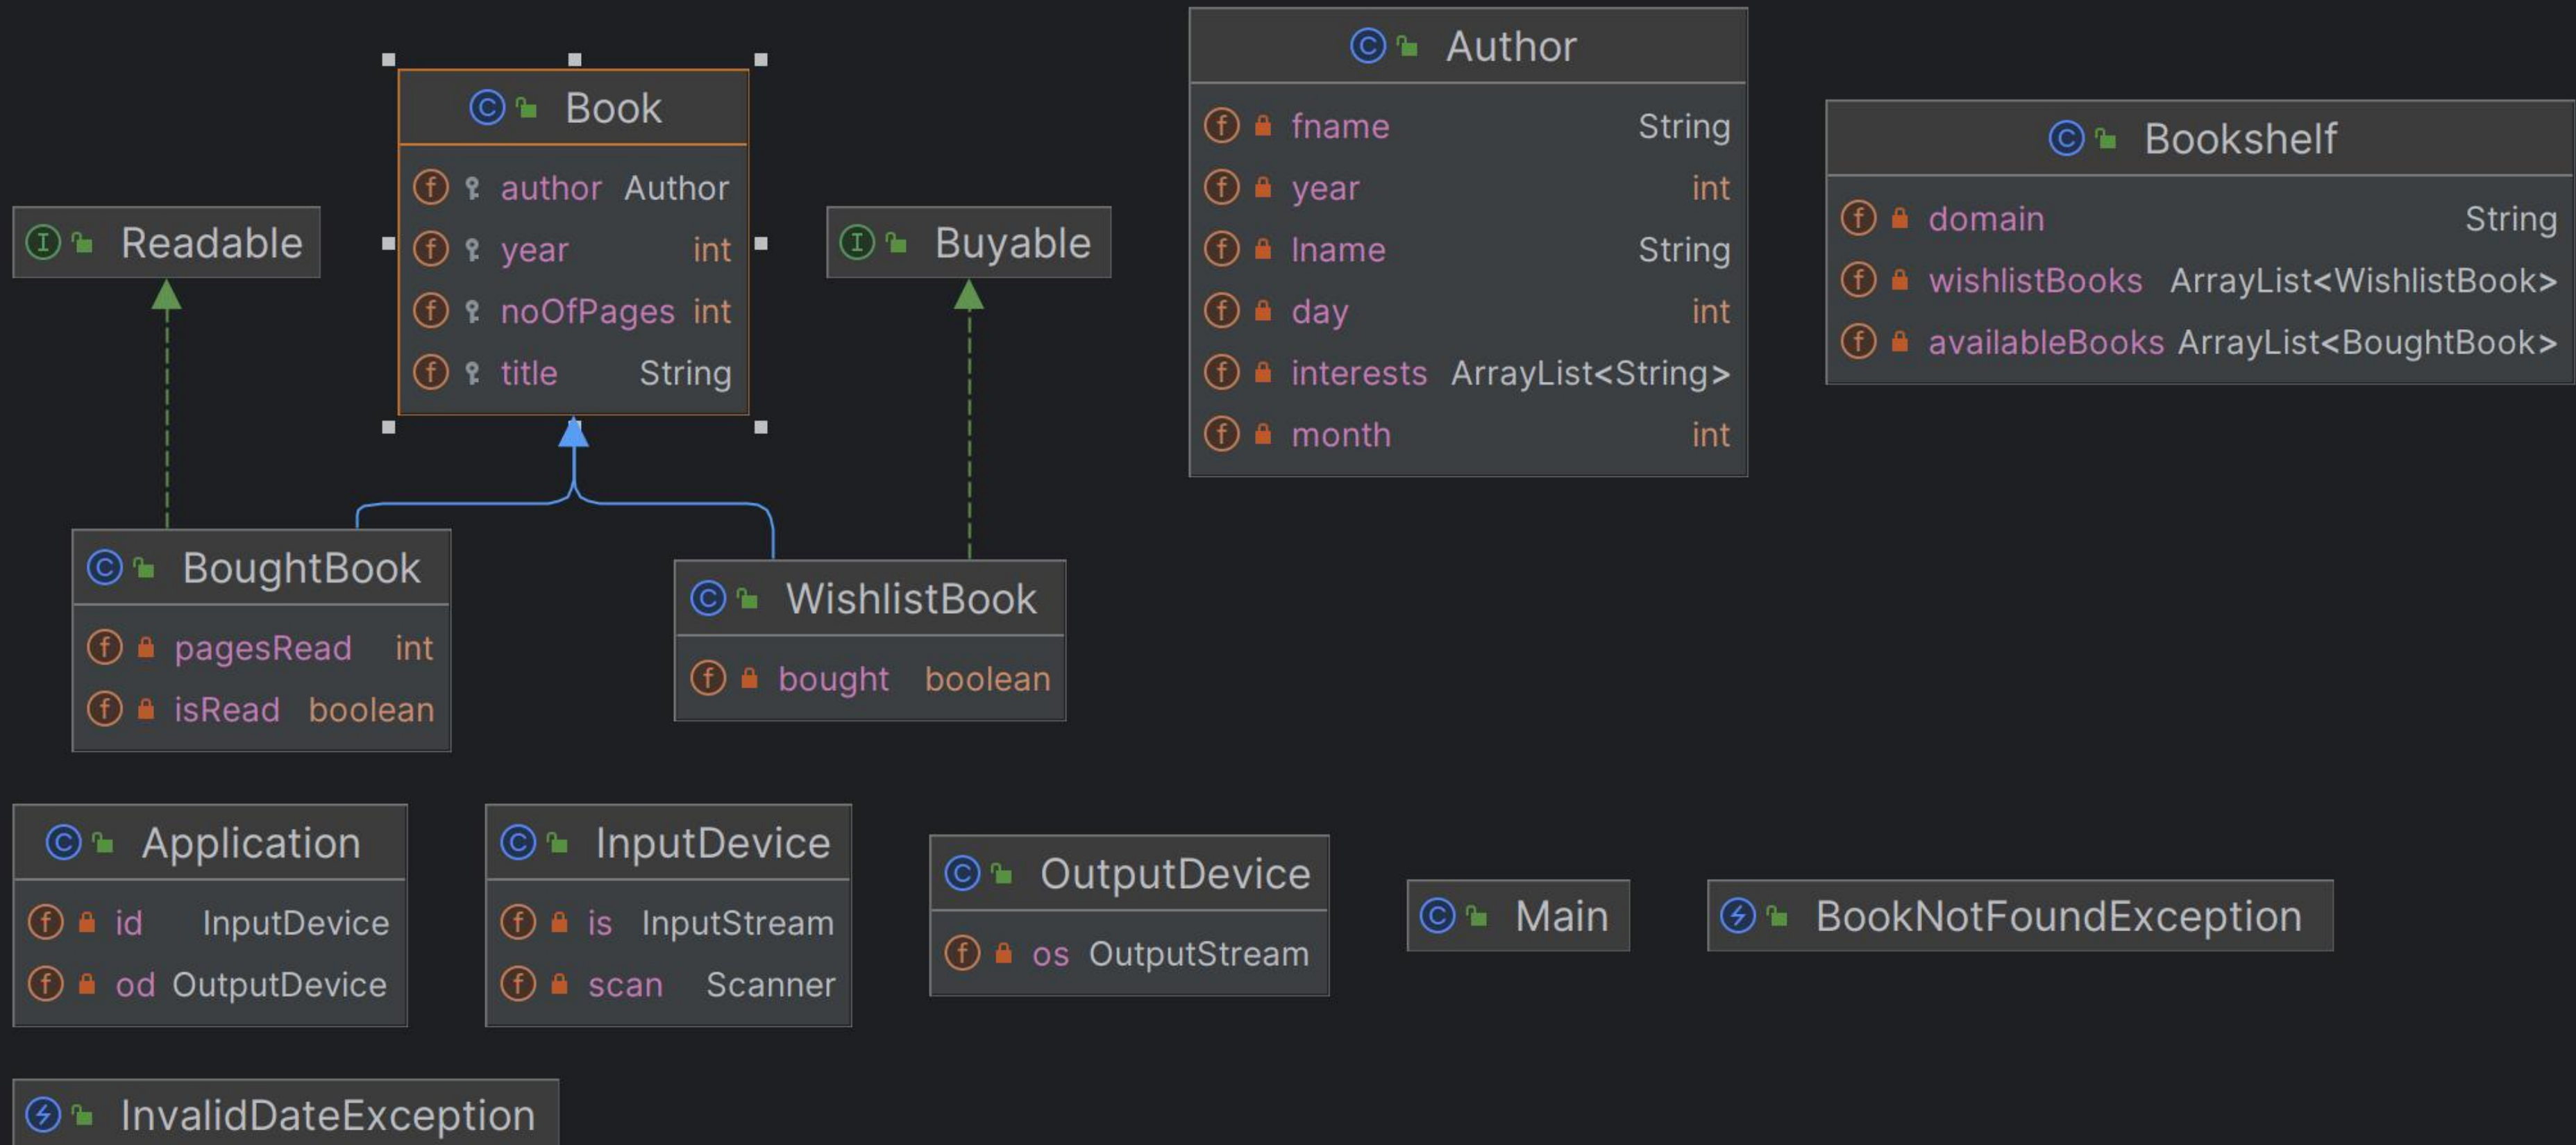 Readable
Book
author Author
year int
noOfPages int
title String
Buyable
Author
fname String
year int
lname String
day int
interests ArrayList<String>
month int
Bookshelf
domain String
wishlistBooks ArrayList<WishlistBook>
availableBooks ArrayList<BoughtBook>
BoughtBook
pagesRead int
isRead boolean
WishlistBook
bought boolean
Application
id InputDevice
od OutputDevice
InputDevice
is InputStream
scan Scanner
OutputDevice
os OutputStream
Main
BookNotFoundException
InvalidDateException